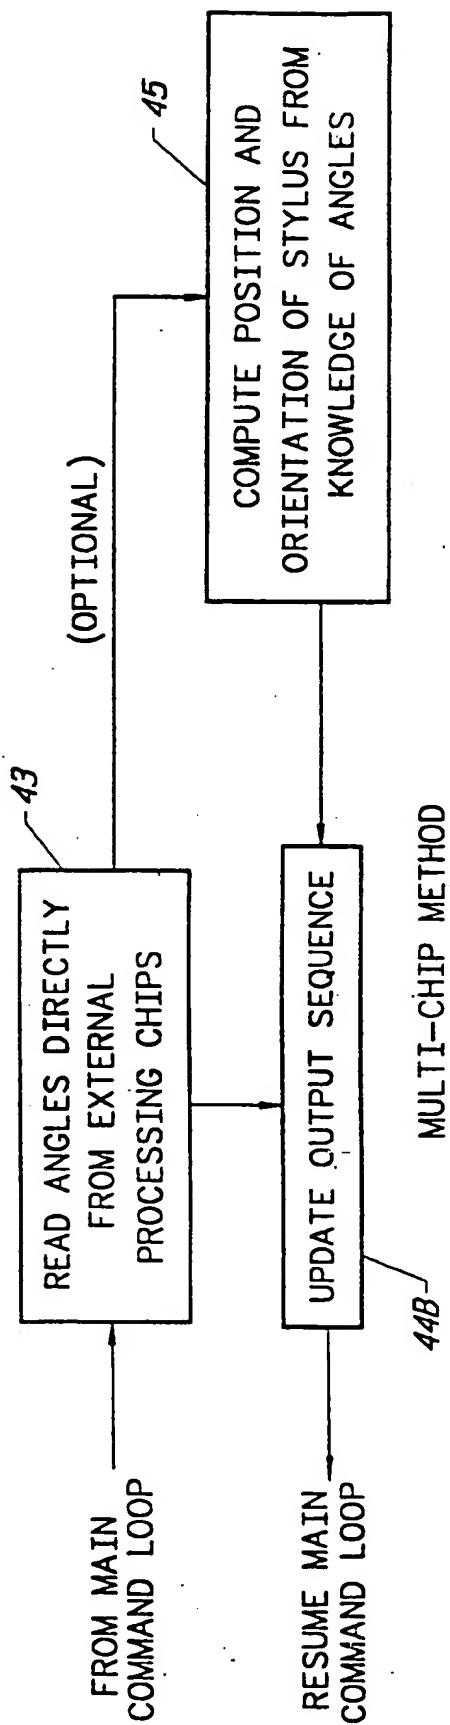 FROM MAIN
COMMAND LOOP
READ ANGLES DIRECTLY
FROM EXTERNAL
PROCESSING CHIPS
43
(OPTIONAL)
45
COMPUTE POSITION AND
ORIENTATION OF STYLUS FROM
KNOWLEDGE OF ANGLES
RESUME MAIN
COMMAND LOOP
UPDATE OUTPUT SEQUENCE
44B
MULTI-CHIP METHOD